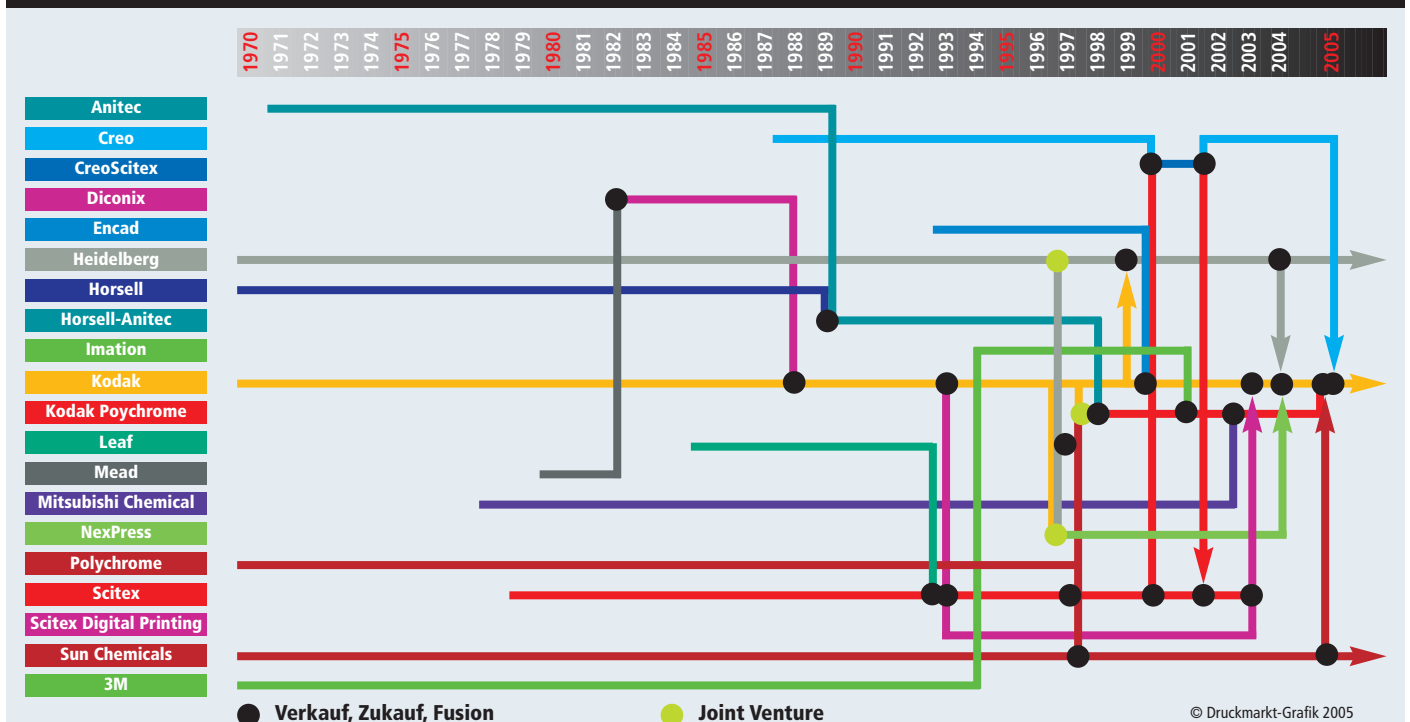 1970 1971 1972 1973 1974 1975 1976 1977 1978 1979 1980 1981 1982 1983 1984 1985 1986 1987 1988 1989 1990 1991 1992 1993 1994 1995 1996 1997 1998 1999 2000 2001 2002 2003 2004 2005
Anitec
Creo
CreoScitex
Diconix
Encad
Heidelberg
Horsell
Horsell-Anitec
Imation
Kodak
Kodak Poychrome
Leaf
Mead
Mitsubishi Chemical
NexPress
Polychrome
Scitex
Scitex Digital Printing
Sun Chemicals
3M
Verkauf, Zukauf, Fusion Joint Venture © Druckmarkt-Grafik 2005